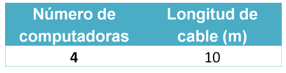 Número de Longitud de
computadoras cable (m)
4 10